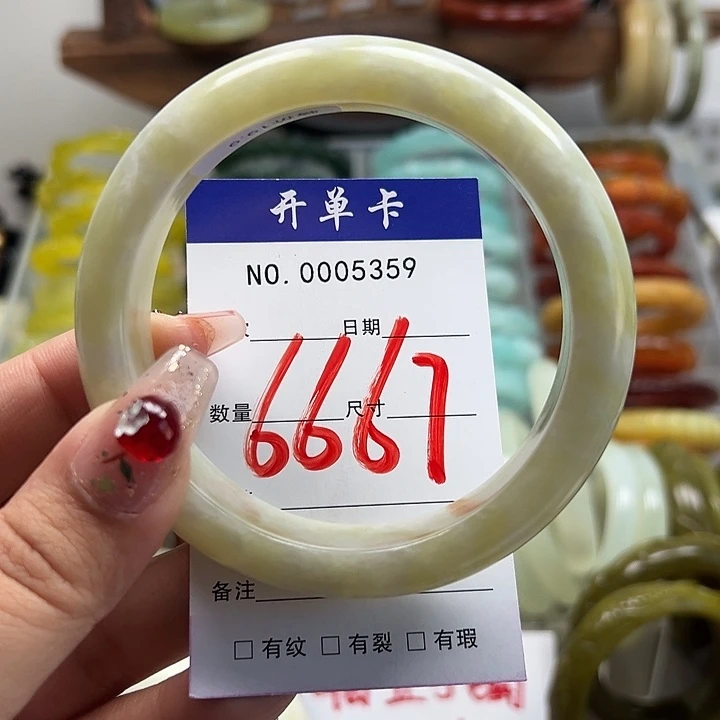 开单卡
NO.0005359
日期
6667
数量 尺寸
备注
□有纹 □有裂 □有瑕